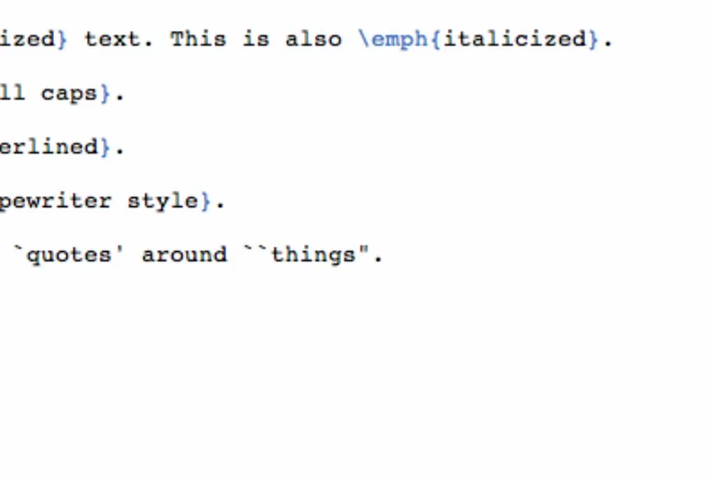 ized} text. This is also \emph{italicized}.
ll caps}.
erlined}.
pewriter style}.
`quotes' around ``things".